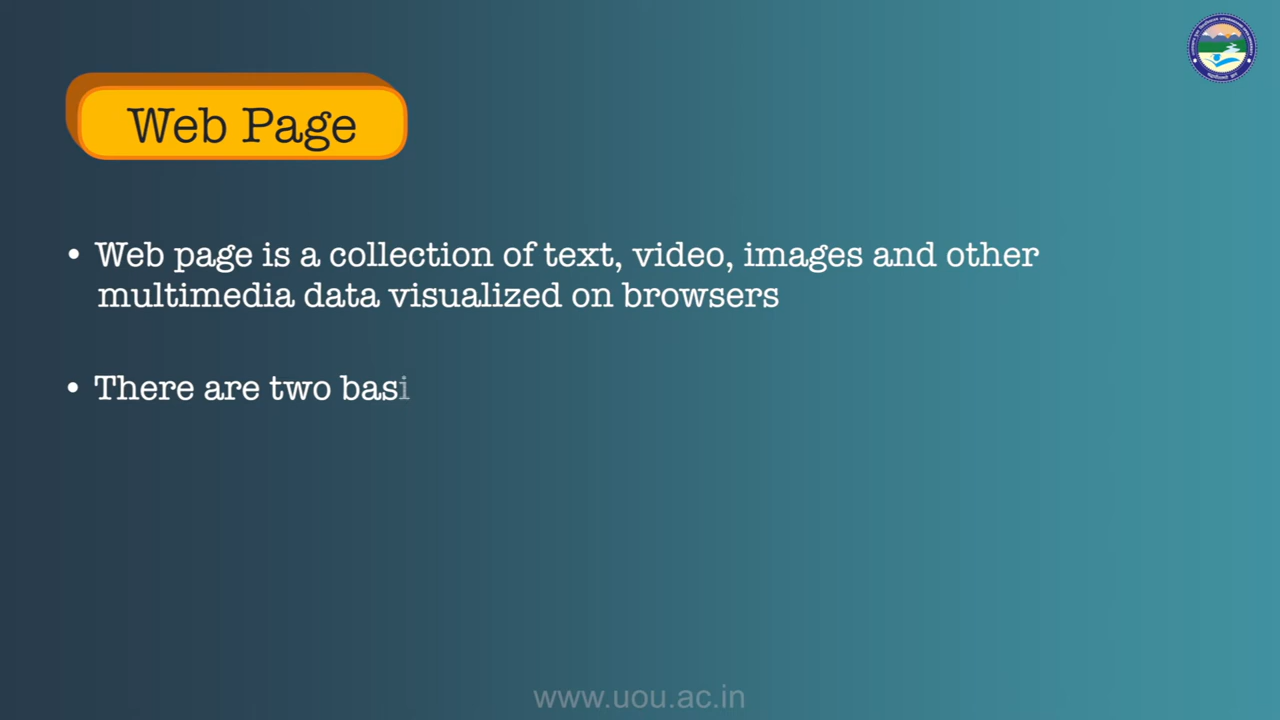 Web Page
• Web page is a collection of text, video, images and other
multimedia data visualized on browsers
• There are two basi
www.uou.ac.in